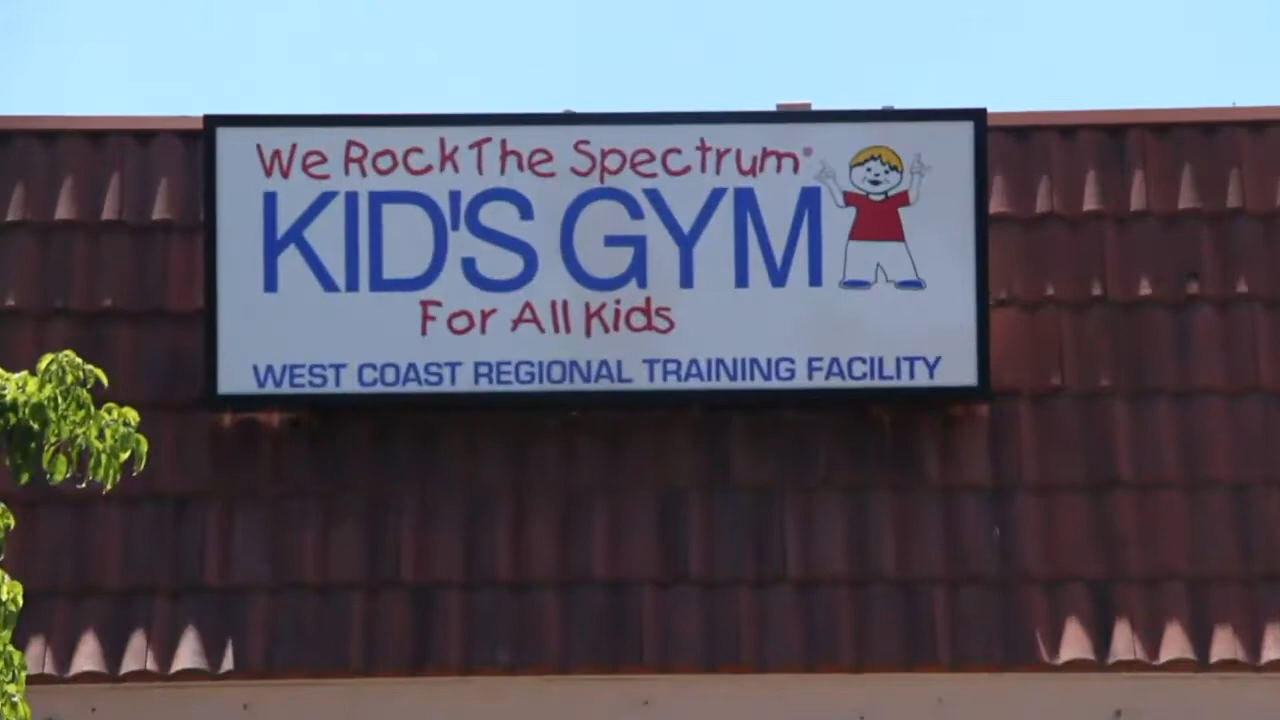 We Rock The Spectrum®
KID'S GYM
For All Kids
WEST COAST REGIONAL TRAINING FACILITY